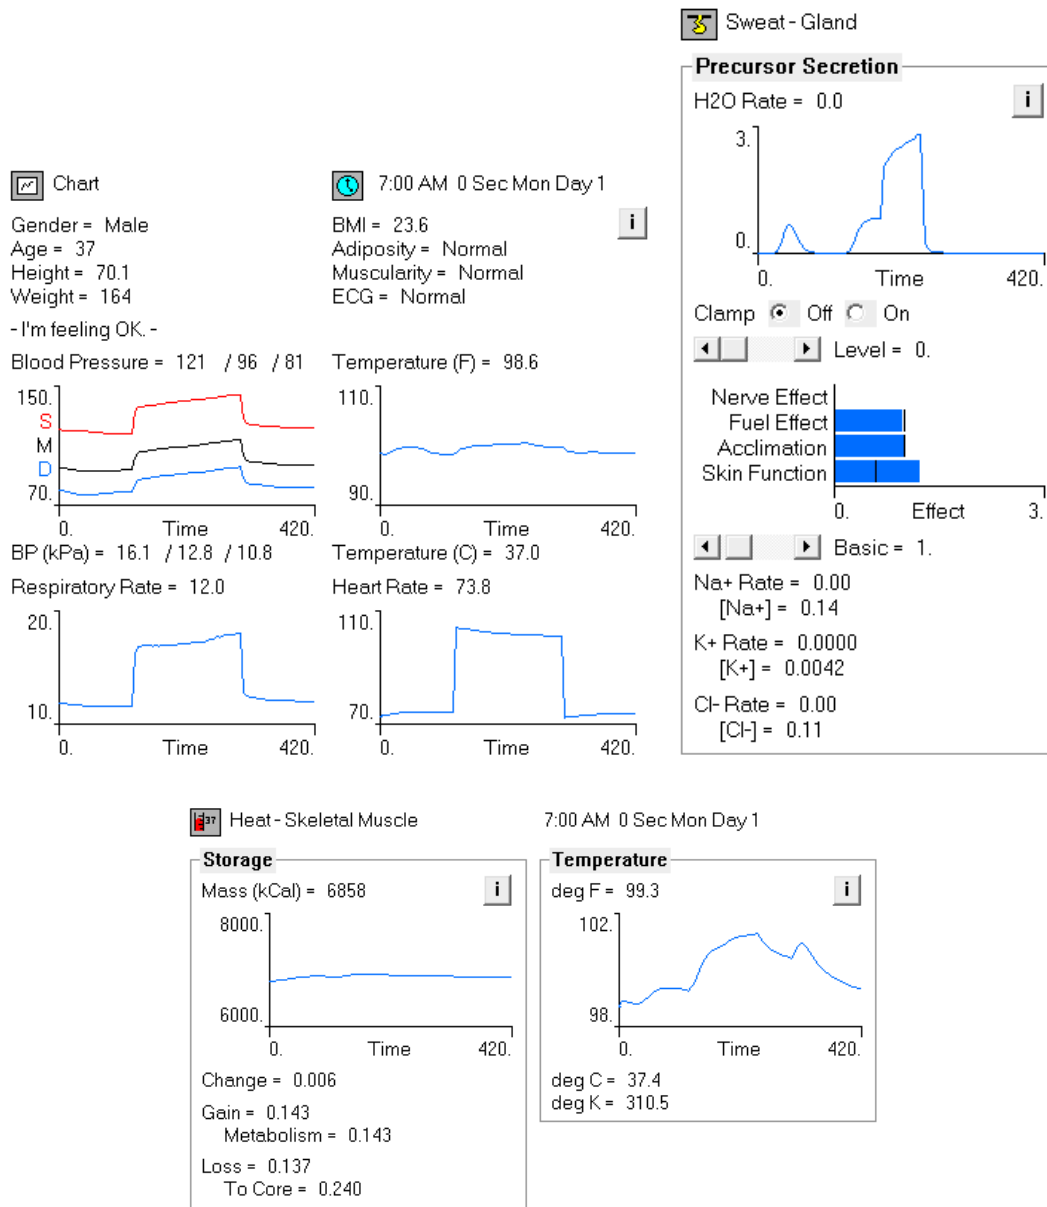 Sweat - Gland
Precursor Secretion
H2O Rate = 0.0
i
3.
0.
0. Time 420.
Clamp Off On
Level = 0.
Nerve Effect
Fuel Effect
Acclimation
Skin Function
0. Effect 3.
Basic = 1.
Na+ Rate = 0.00
[Na+] = 0.14
K+ Rate = 0.0000
[K+] = 0.0042
Cl- Rate = 0.00
[Cl-] = 0.11
Chart
7:00 AM 0 Sec Mon Day 1
Gender = Male
Age = 37
Height = 70.1
Weight = 164
BMI = 23.6
Adiposity = Normal
Muscularity = Normal
ECG = Normal
i
- I'm feeling OK. -
Blood Pressure = 121 / 96 / 81
150.
S
M
D
70.
0. Time 420.
BP (kPa) = 16.1 / 12.8 / 10.8
Temperature (F) = 98.6
110.
90.
0. Time 420.
Temperature (C) = 37.0
Respiratory Rate = 12.0
20.
10.
0. Time 420.
Heart Rate = 73.8
110.
70.
0. Time 420.
37
Heat - Skeletal Muscle
7:00 AM 0 Sec Mon Day 1
Storage
Mass (kCal) = 6858
i
8000.
6000.
0. Time 420.
Change = 0.006
Gain = 0.143
Metabolism = 0.143
Loss = 0.137
To Core = 0.240
Temperature
deg F = 99.3
i
102.
98.
0. Time 420.
deg C = 37.4
deg K = 310.5